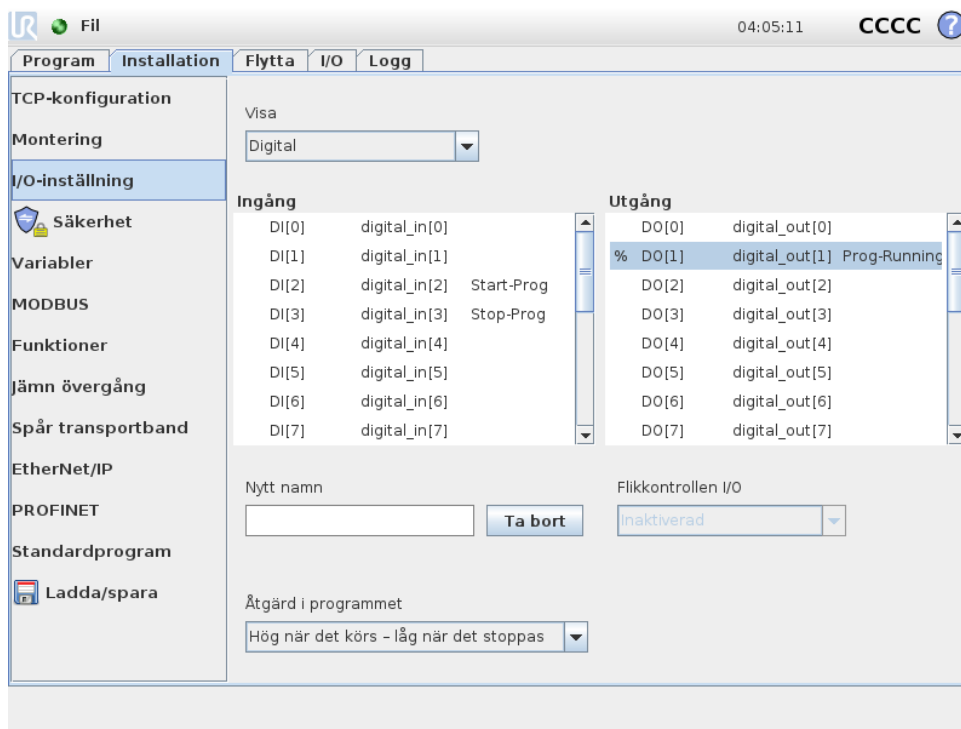 UR Fil 04:05:11 CCCC ?
Program Installation Flytta I/O Logg
TCP-konfiguration
Montering
I/O-inställning
Säkerhet
Variabler
MODBUS
Funktioner
Jämn övergång
Spår transportband
EtherNet/IP
PROFINET
Standardprogram
Ladda/spara
Visa
Digital
Ingång
DI[0] digital_in[0]
DI[1] digital_in[1]
DI[2] digital_in[2] Start-Prog
DI[3] digital_in[3] Stop-Prog
DI[4] digital_in[4]
DI[5] digital_in[5]
DI[6] digital_in[6]
DI[7] digital_in[7]
Utgång
DO[0] digital_out[0]
% DO[1] digital_out[1] Prog-Running
DO[2] digital_out[2]
DO[3] digital_out[3]
DO[4] digital_out[4]
DO[5] digital_out[5]
DO[6] digital_out[6]
DO[7] digital_out[7]
Nytt namn
Ta bort
Flikkontrollen I/O
Inaktiverad
Åtgärd i programmet
Hög när det körs – låg när det stoppas